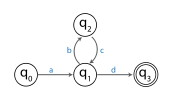 q₂
b c
q₀ a q₁ d q₃